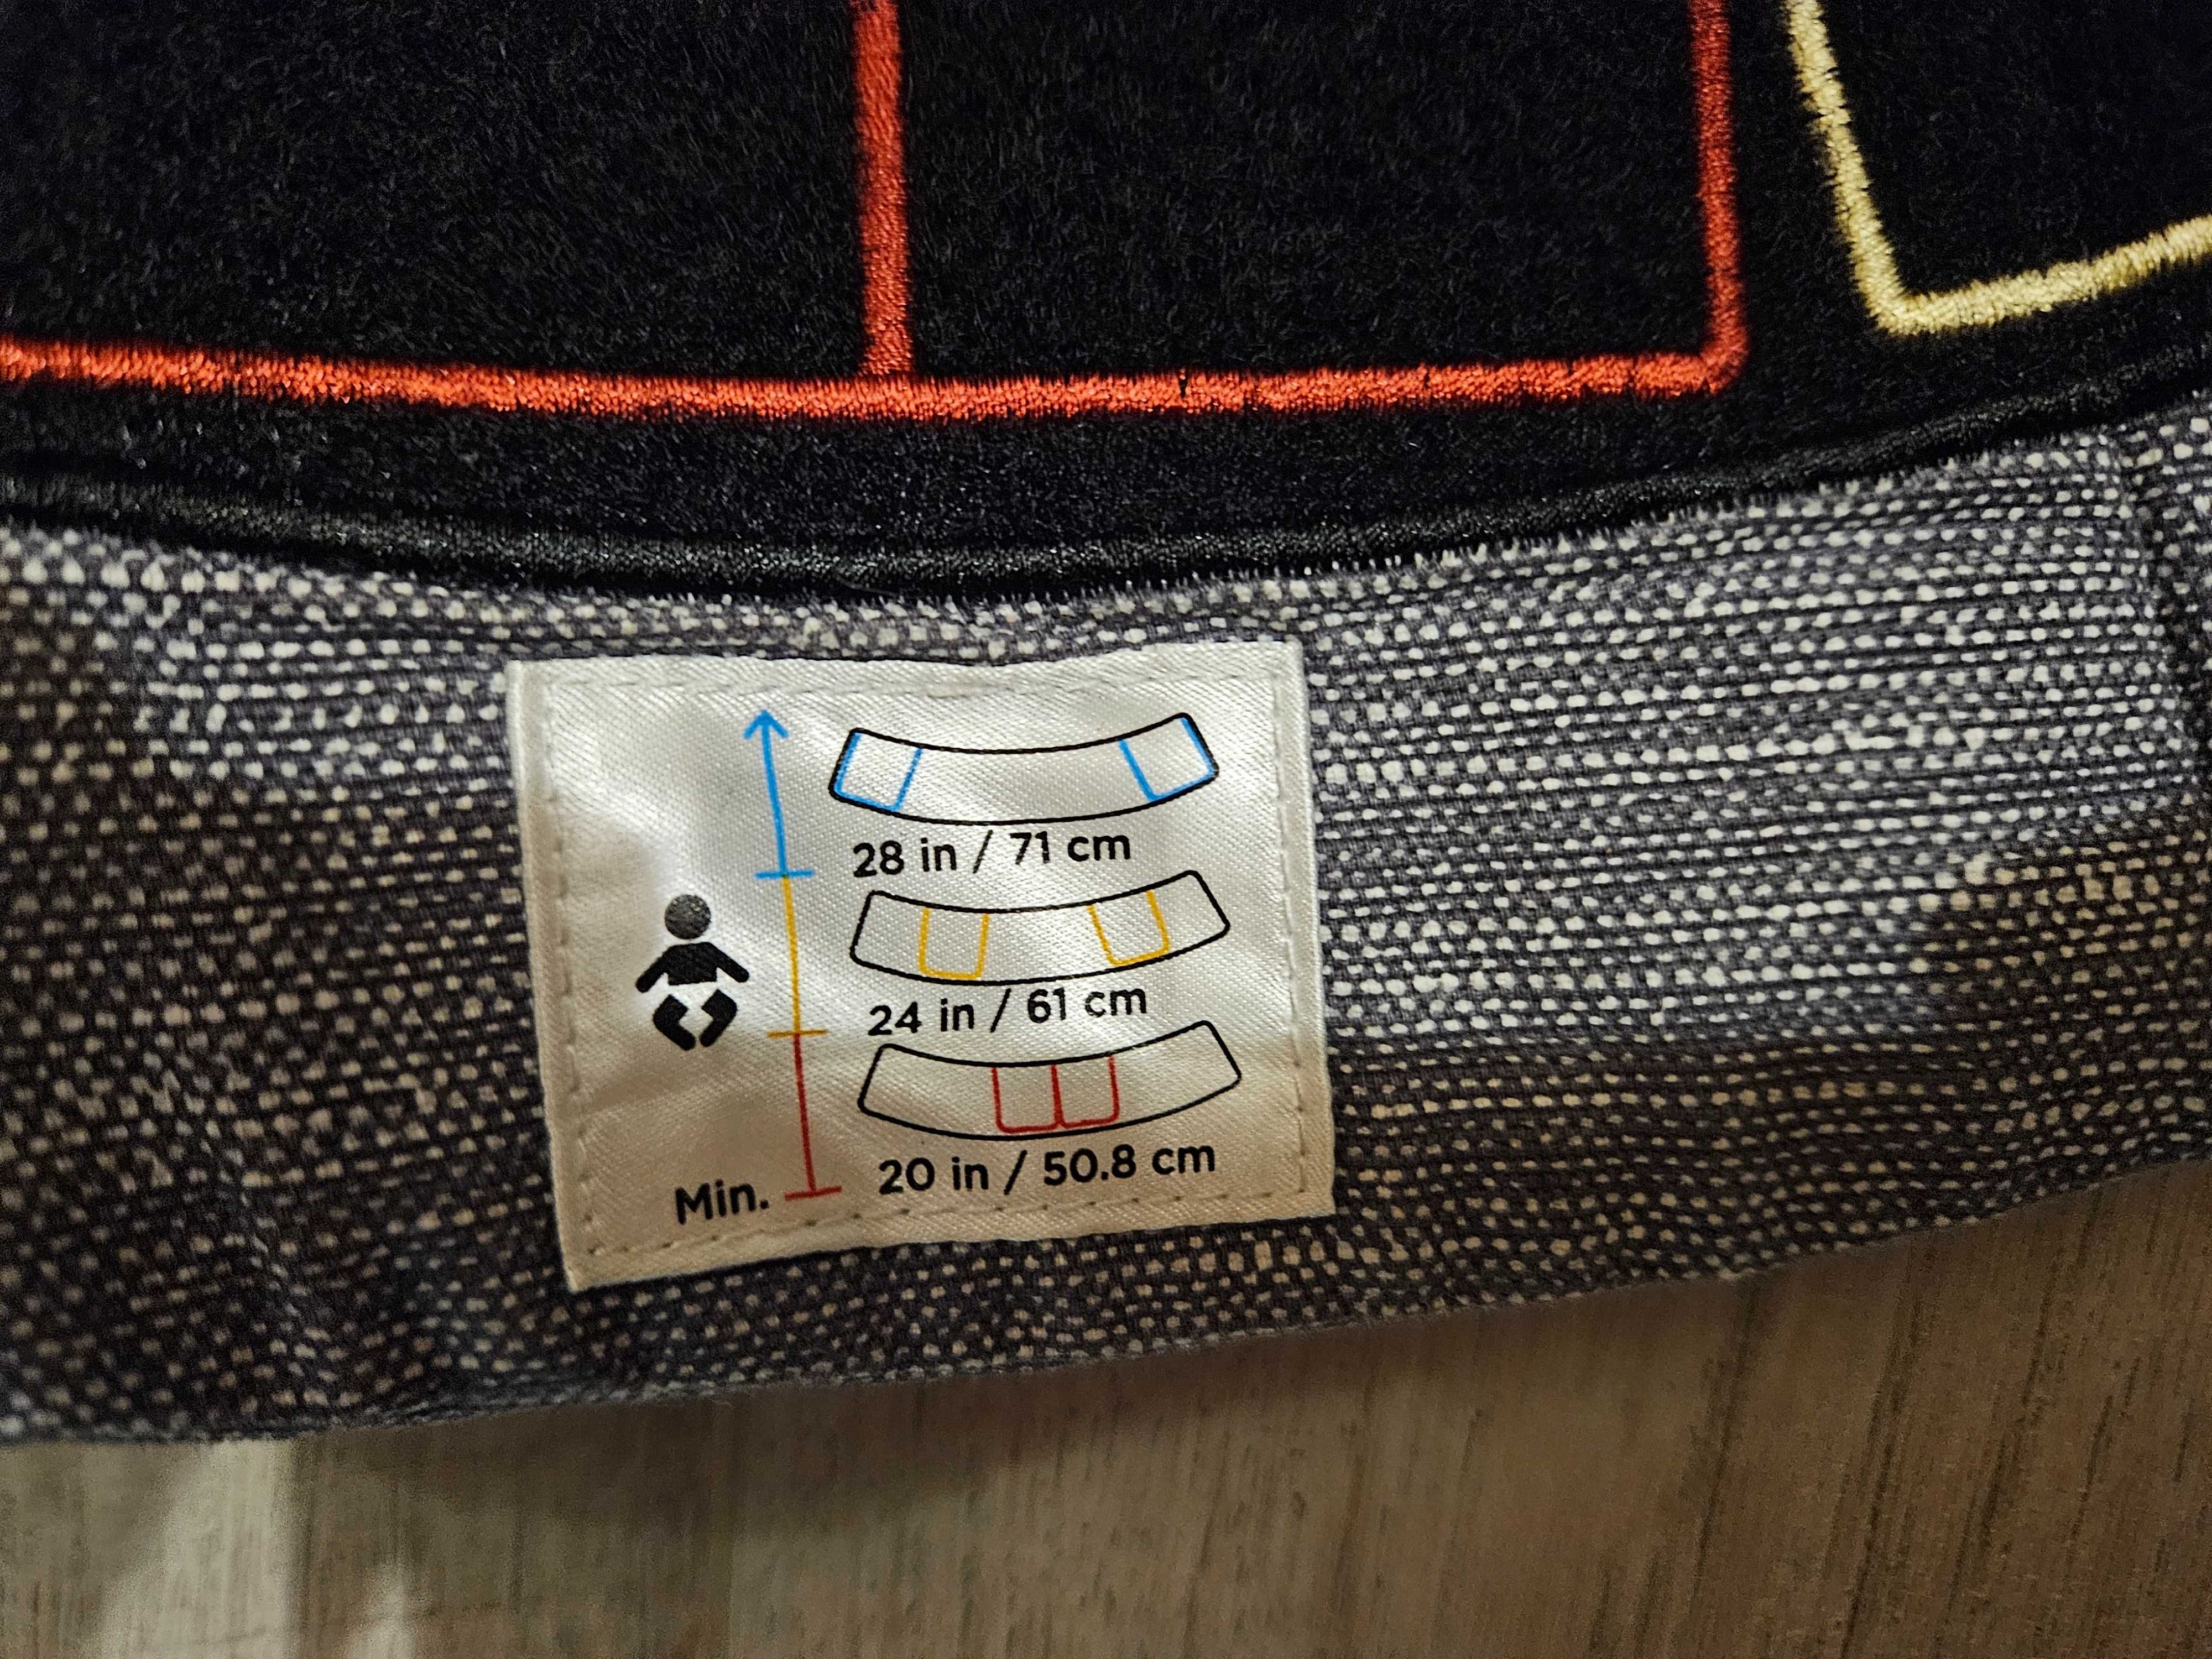 28 in / 71 cm
24 in / 61 cm
20 in / 50.8 cm
Min.